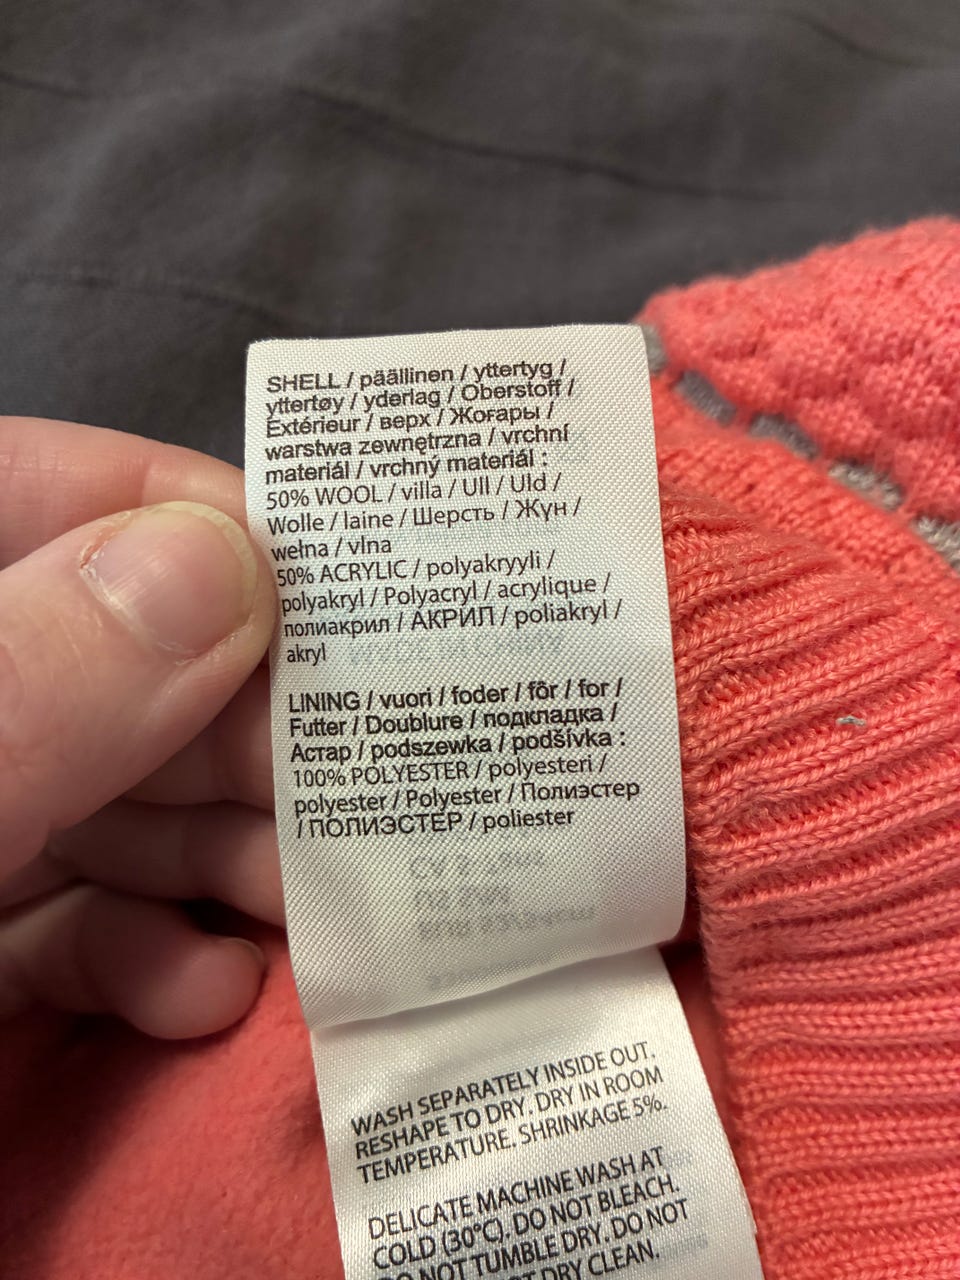 SHELL / päällinen / yttertyg /
yttertøy / yderlag / Oberstoff /
Extérieur / верх / Жоғары /
warstwa zewnętrzna / vrchní
materiál / vrchný materiál :
50% WOOL / villa / Ull / Uld /
Wolle / laine / Шерсть / Жүн /
wełna / vlna
50% ACRYLIC / polyakryyli /
polyakryl / Polyacryl / acrylique /
полиакрил / АКРИЛ / poliakryl /
akryl
LINING / vuori / foder / fôr / for /
Futter / Doublure / подкладка /
Астар / podszewka / podšívka :
100% POLYESTER / polyesteri /
polyester / Polyester / Полиэстер
/ ПОЛИЭСТЕР / poliester
WASH SEPARATELY INSIDE OUT.
RESHAPE TO DRY. DRY IN ROOM
TEMPERATURE. SHRINKAGE 5%.
DELICATE MACHINE WASH AT
COLD (30°C). DO NOT BLEACH.
DO NOT TUMBLE DRY. DO NOT
DRY CLEAN.